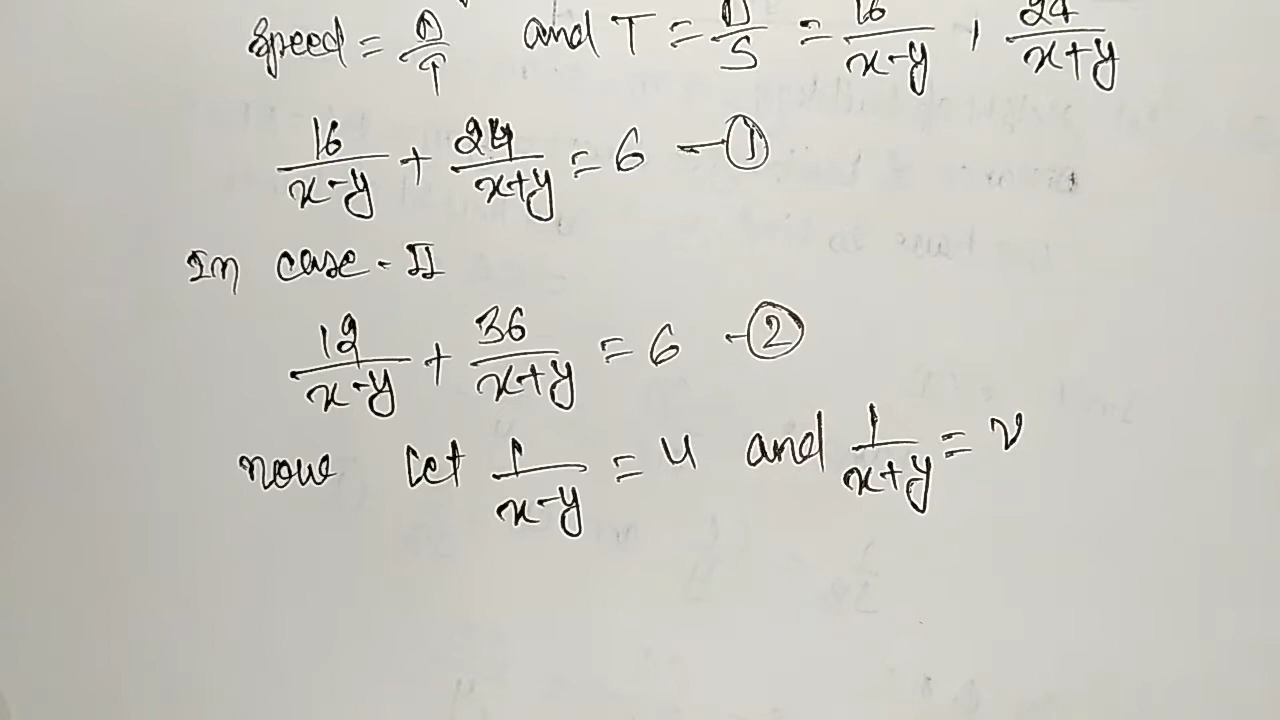 Speed = D/T and T = D/S = 16/x-y , 24/x+y
16/x-y + 24/x+y = 6 - ①
In case - II
12/x-y + 36/x+y = 6 - ②
now let 1/x-y = u and 1/x+y = v